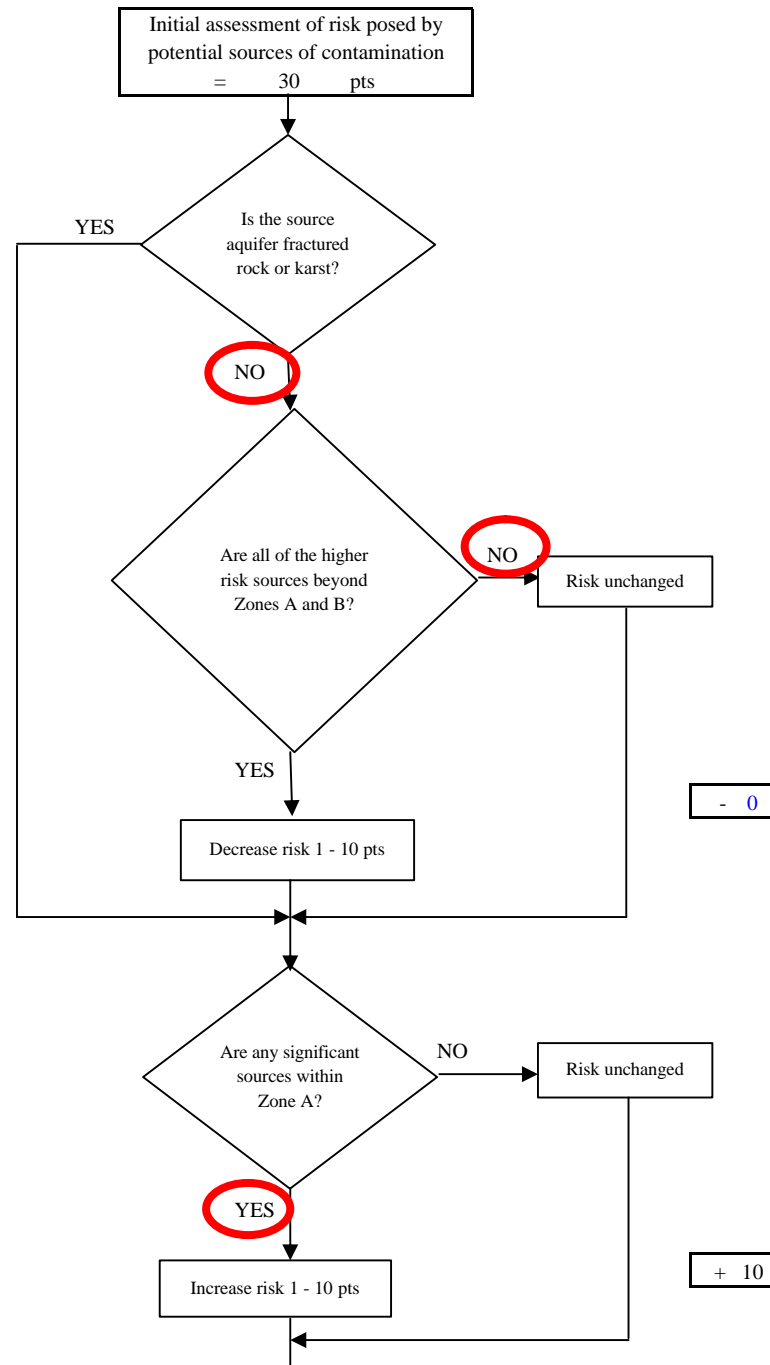 Initial assessment of risk posed by
potential sources of contamination
= 30 pts
YES
Is the source
aquifer fractured
rock or karst?
NO
Are all of the higher
risk sources beyond
Zones A and B?
NO
Risk unchanged
YES
- 0
Decrease risk 1 - 10 pts
Are any significant
sources within
Zone A?
NO
Risk unchanged
YES
Increase risk 1 - 10 pts
+ 10